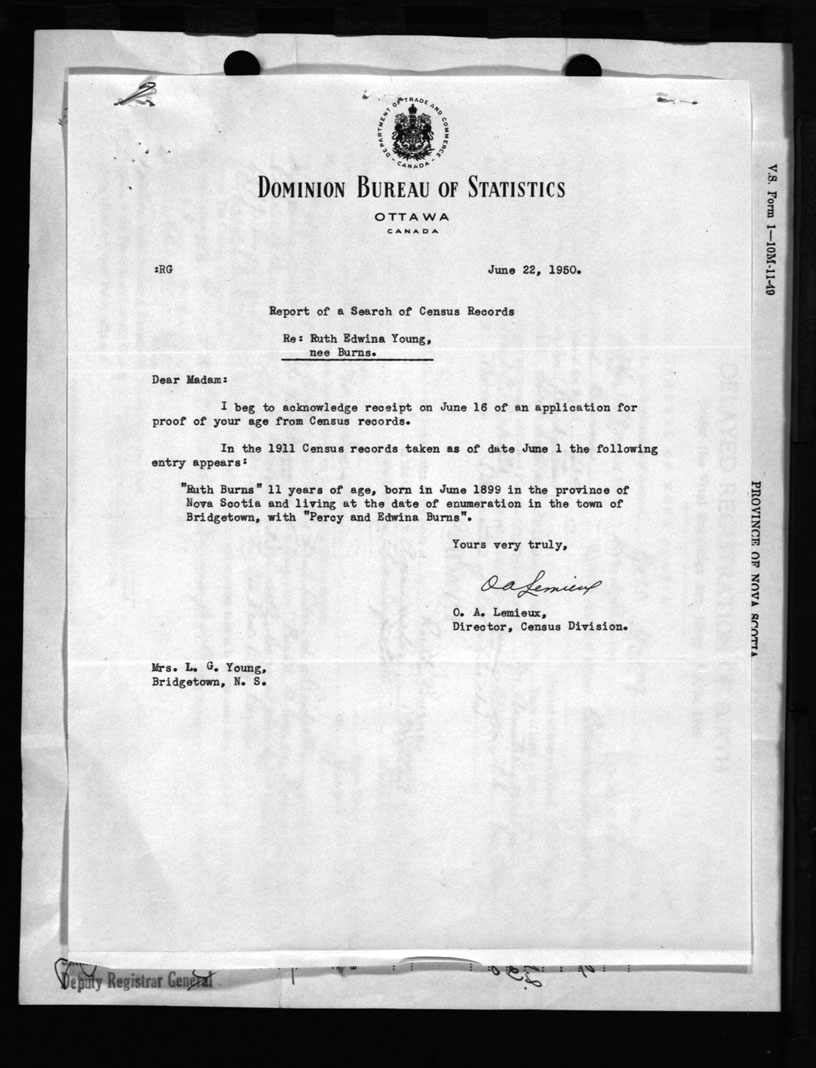 DEPARTMENT OF TRADE AND COMMERCE
- CANADA -
DOMINION BUREAU OF STATISTICS
OTTAWA
CANADA
:RG June 22, 1950.
Report of a Search of Census Records
Re: Ruth Edwina Young,
nee Burns.
Dear Madam:
I beg to acknowledge receipt on June 16 of an application for
proof of your age from Census records.
In the 1911 Census records taken as of date June 1 the following
entry appears:
"Ruth Burns" 11 years of age, born in June 1899 in the province of
Nova Scotia and living at the date of enumeration in the town of
Bridgetown, with "Percy and Edwina Burns".
Yours very truly,
O A Lemieux
O. A. Lemieux,
Director, Census Division.
Mrs. L. G. Young,
Bridgetown, N. S.
V.S. Form 1—10M-11-49
PROVINCE OF NOVA SCOTIA
Deputy Registrar General